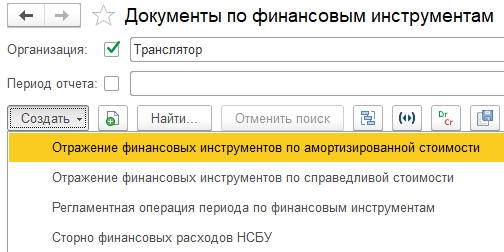 Документы по финансовым инструментам
Организация: Транслятор
Период отчета:
Создать Найти... Отменить поиск Dr Cr
Отражение финансовых инструментов по амортизированной стоимости
Отражение финансовых инструментов по справедливой стоимости
Регламентная операция периода по финансовым инструментам
Сторно финансовых расходов НСБУ